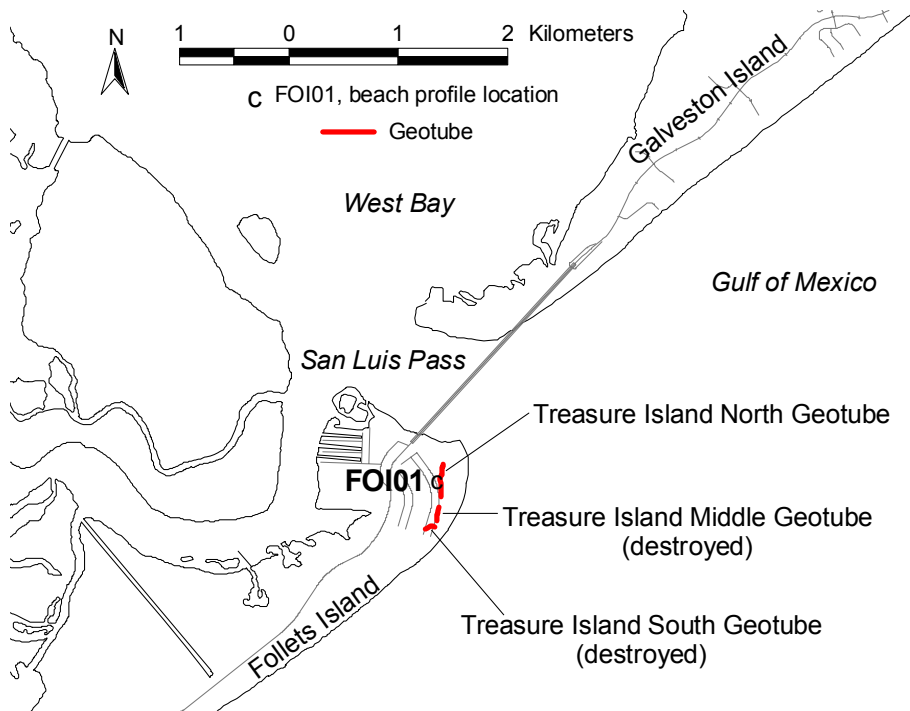 1 0 1 2 Kilometers
N
c FOI01, beach profile location
Geotube
Galveston Island
West Bay
Gulf of Mexico
San Luis Pass
Treasure Island North Geotube
FOI01 c
Treasure Island Middle Geotube
(destroyed)
Treasure Island South Geotube
(destroyed)
Follets Island